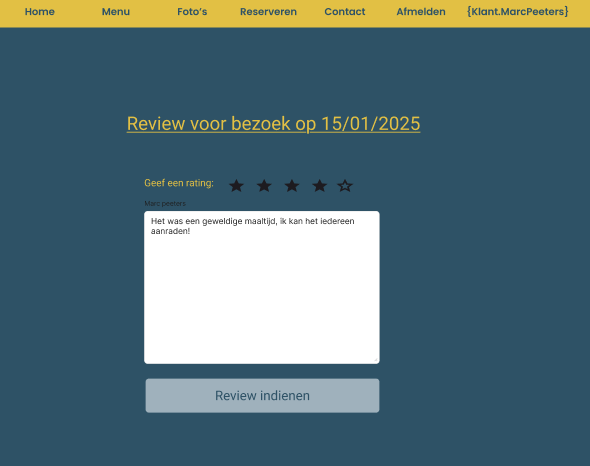 Home Menu Foto's Reserveren Contact Afmelden {Klant.MarcPeeters}
Review voor bezoek op 15/01/2025
Geef een rating:
Marc peeters
Het was een geweldige maaltijd, ik kan het iedereen
aanraden!
Review indienen